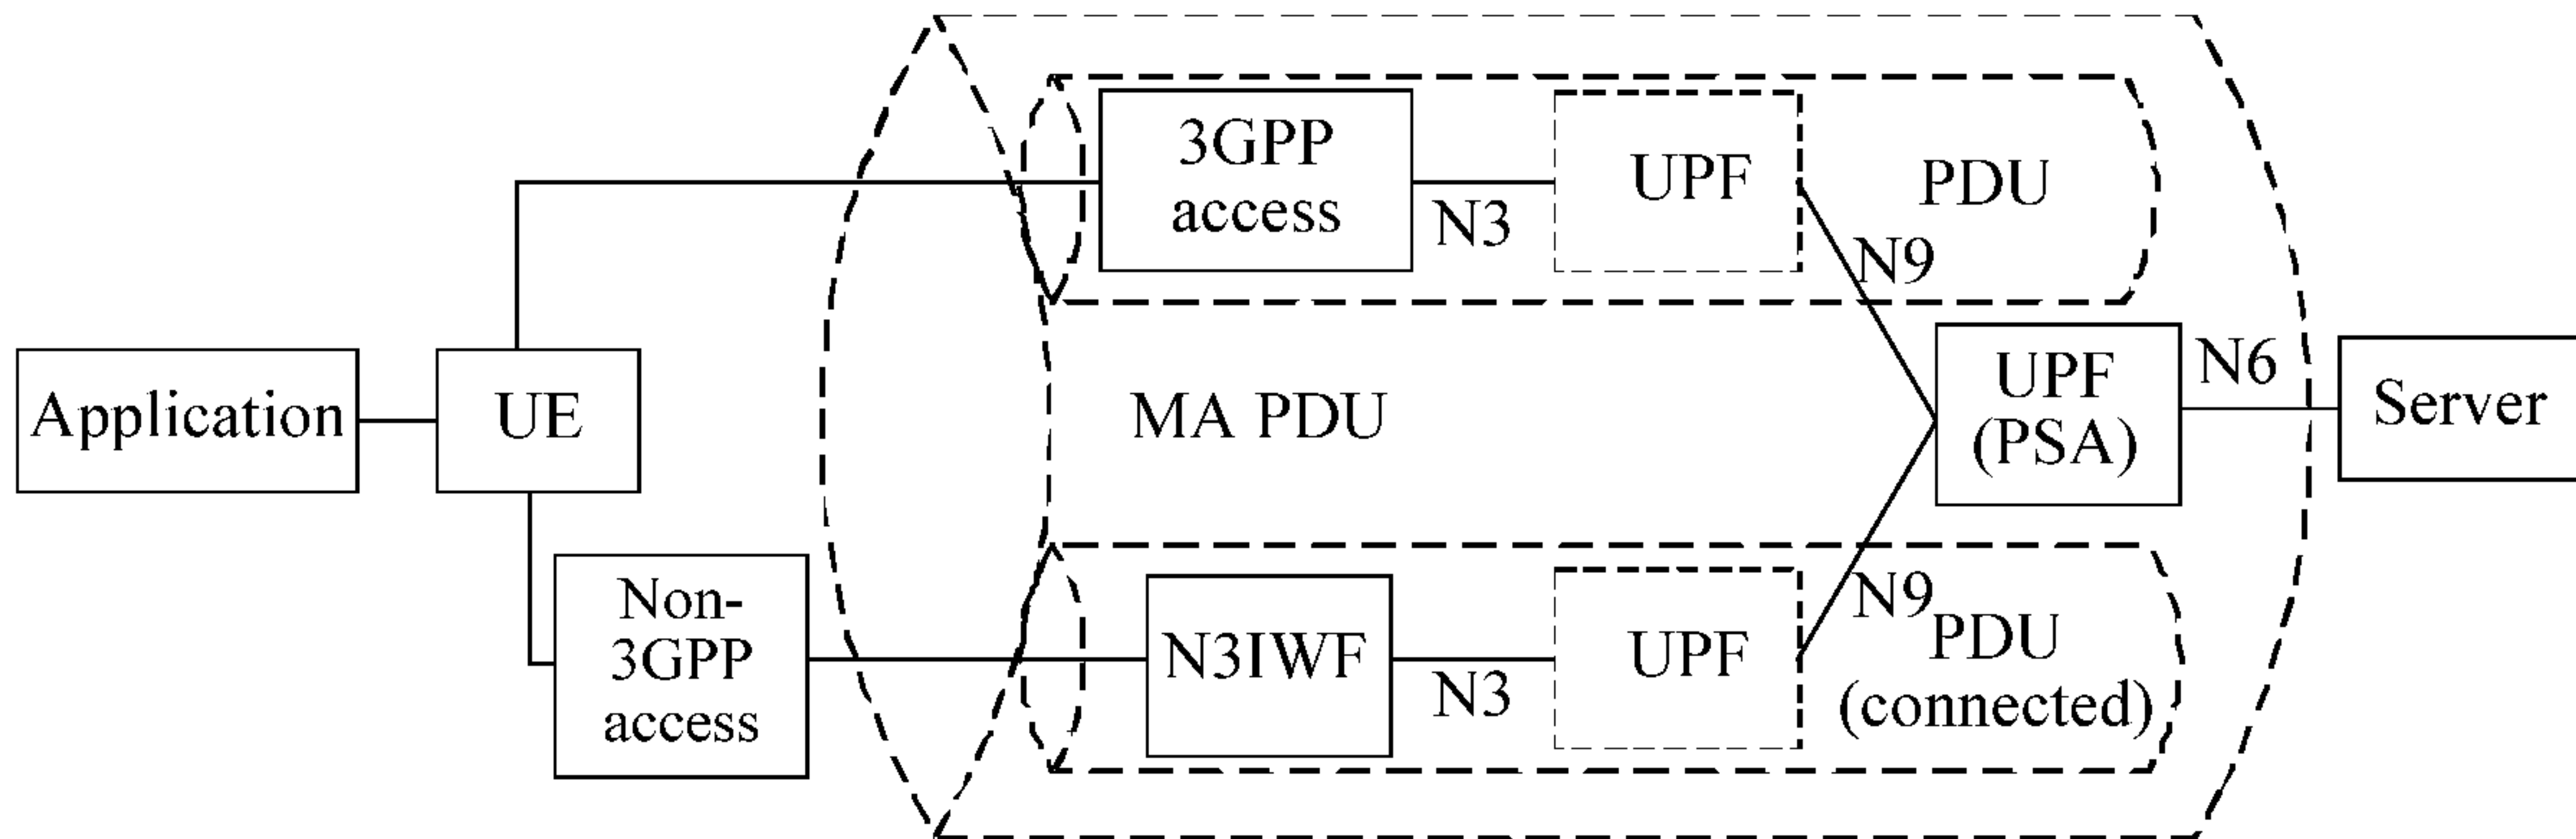 3GPP
access
N3
UPF
PDU
N9
Application
UE
MA PDU
UPF
(PSA)
N6
Server
Non-
3GPP
access
N3IWF
N3
UPF
N9
PDU
(connected)